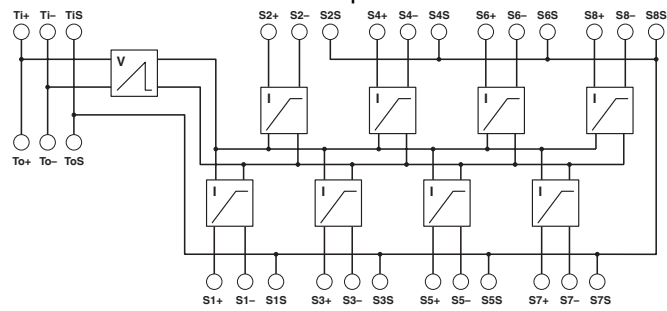 Ti+ Ti– TiS S2+ S2– S2S S4+ S4– S4S S6+ S6– S6S S8+ S8– S8S
V
I I I I
To+ To– ToS
I I I I
S1+ S1– S1S S3+ S3– S3S S5+ S5– S5S S7+ S7– S7S